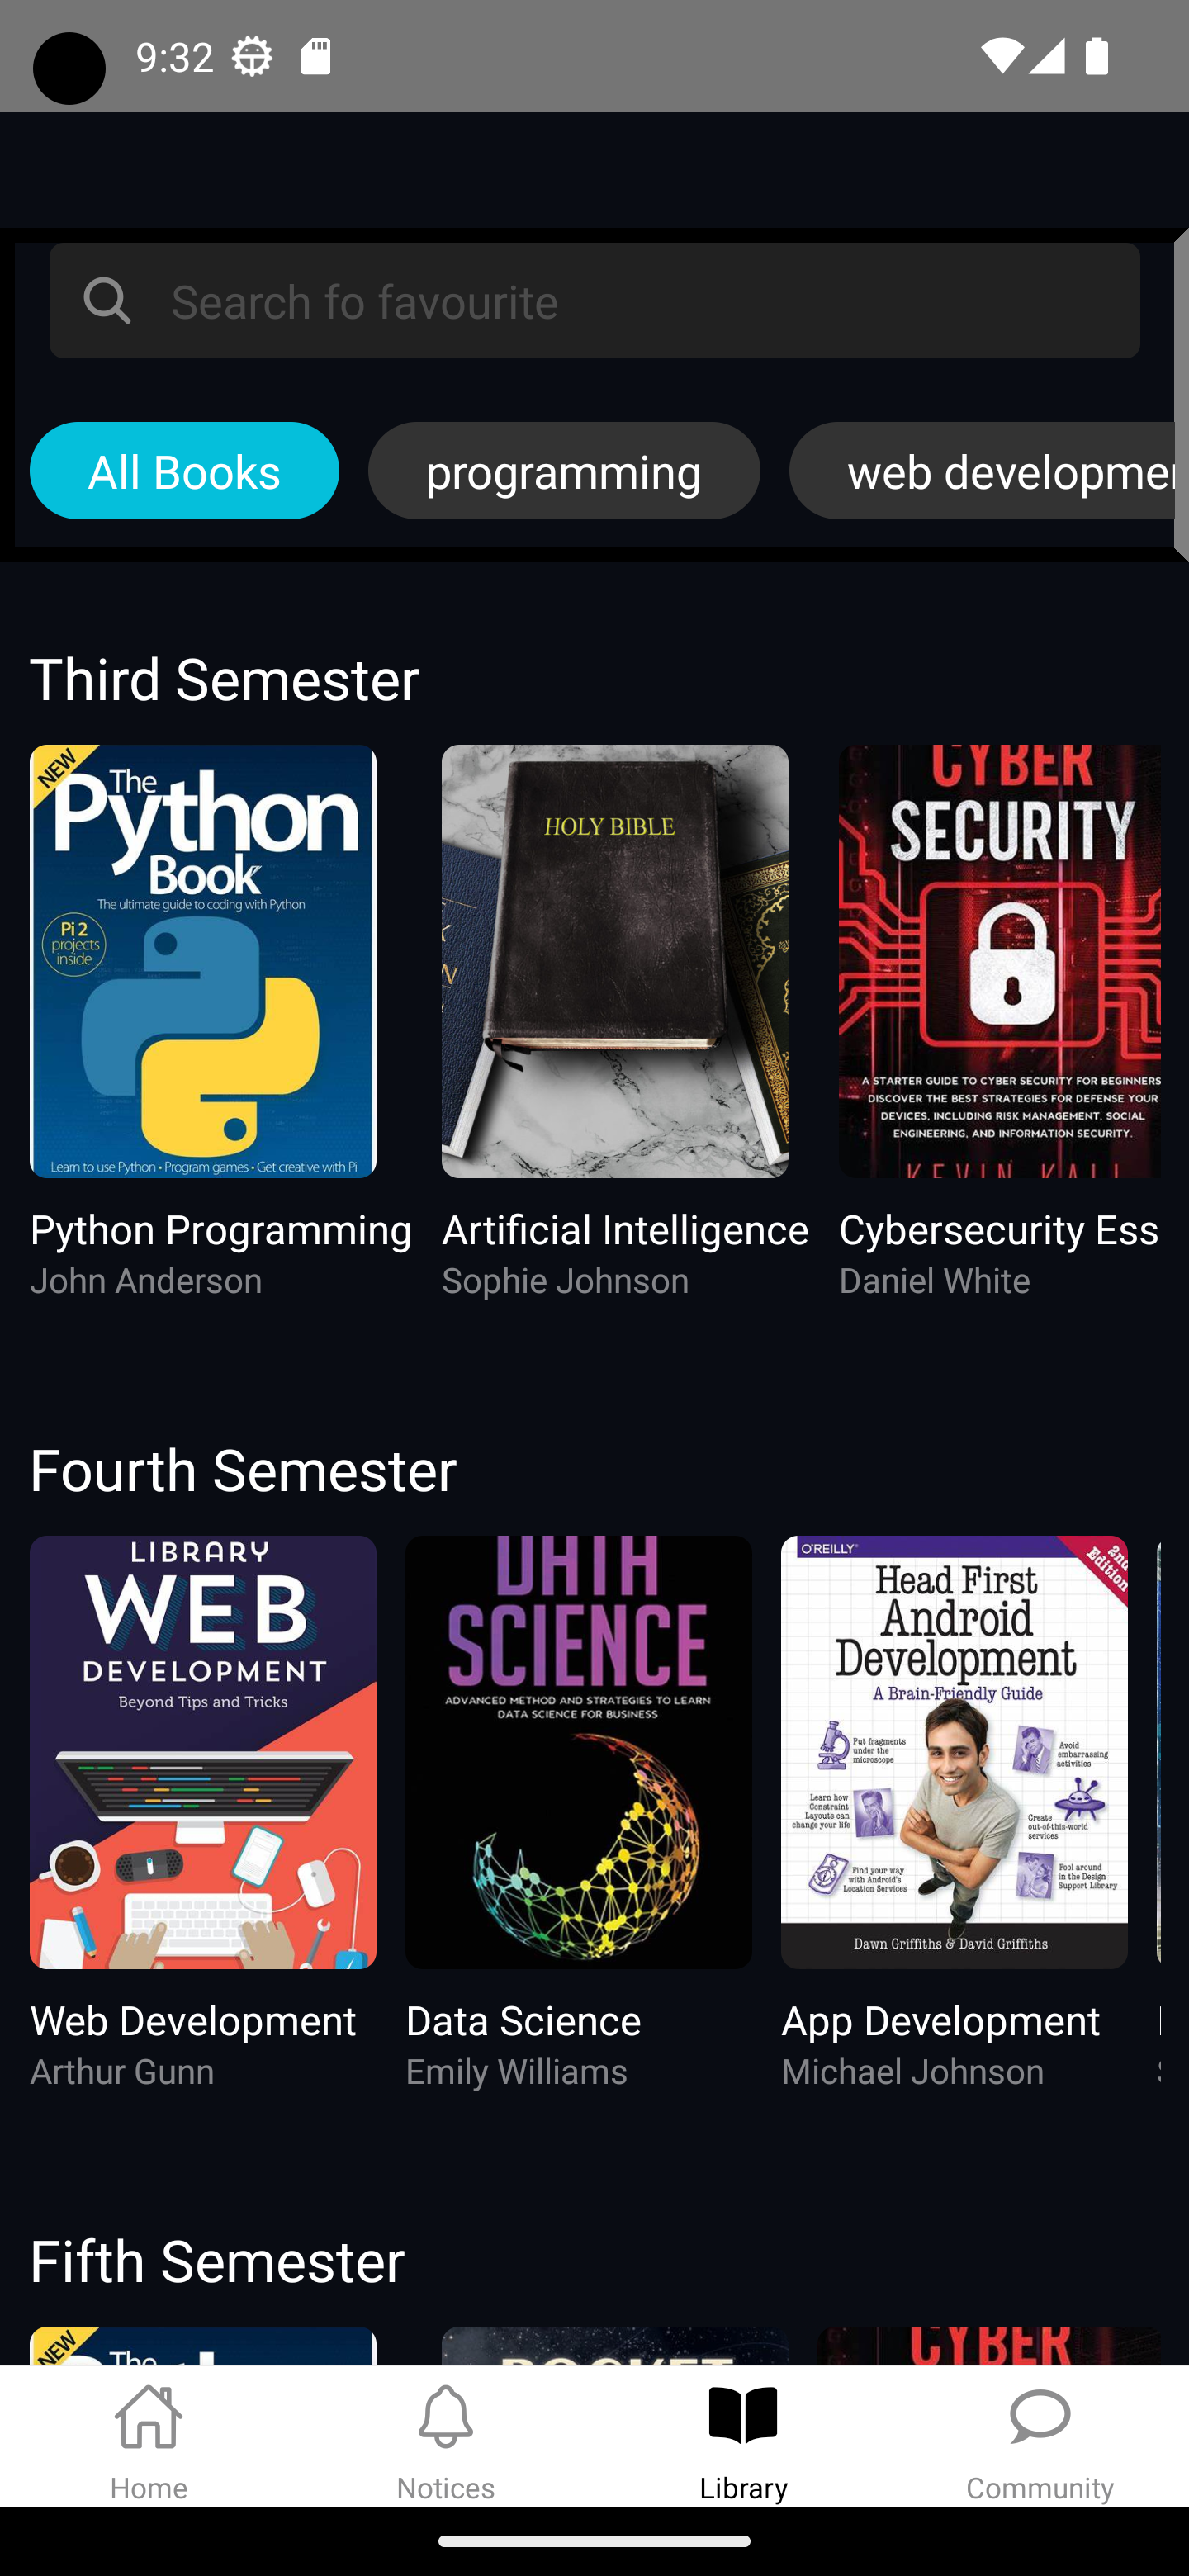 9:32
Search fo favourite
All Books programming web developme
Third Semester
NEW
The
Python
Book
The ultimate guide to coding with Python
Pi 2
projects
inside
Learn to use Python • Program games • Get creative with Pi
HOLY BIBLE
CYBER
SECURITY
A STARTER GUIDE TO CYBER SECURITY FOR BEGINNERS
DISCOVER THE BEST STRATEGIES FOR DEFENSE YOUR
DEVICES, INCLUDING RISK MANAGEMENT, SOCIAL
ENGINEERING, AND INFORMATION SECURITY.
Python Programming Artificial Intelligence Cybersecurity Ess
John Anderson Sophie Johnson Daniel White
Fourth Semester
LIBRARY
WEB
DEVELOPMENT
Beyond Tips and Tricks
DATA
SCIENCE
ADVANCED METHOD AND STRATEGIES TO LEARN
DATA SCIENCE FOR BUSINESS
O'REILLY
2nd
Edition
Head First
Android
Development
A Brain-Friendly Guide
Put fragments
under the
microscope
Avoid
embarrassing
activities
Learn how
Constraint
Layouts can
change your life
Create
out-of-this-world
services
Find your way
with Android's
Location Services
Fool around
in the Design
Support Library
Dawn Griffiths & David Griffiths
Web Development Data Science App Development
Arthur Gunn Emily Williams Michael Johnson
Fifth Semester
NEW
The
CYBER
Home Notices Library Community